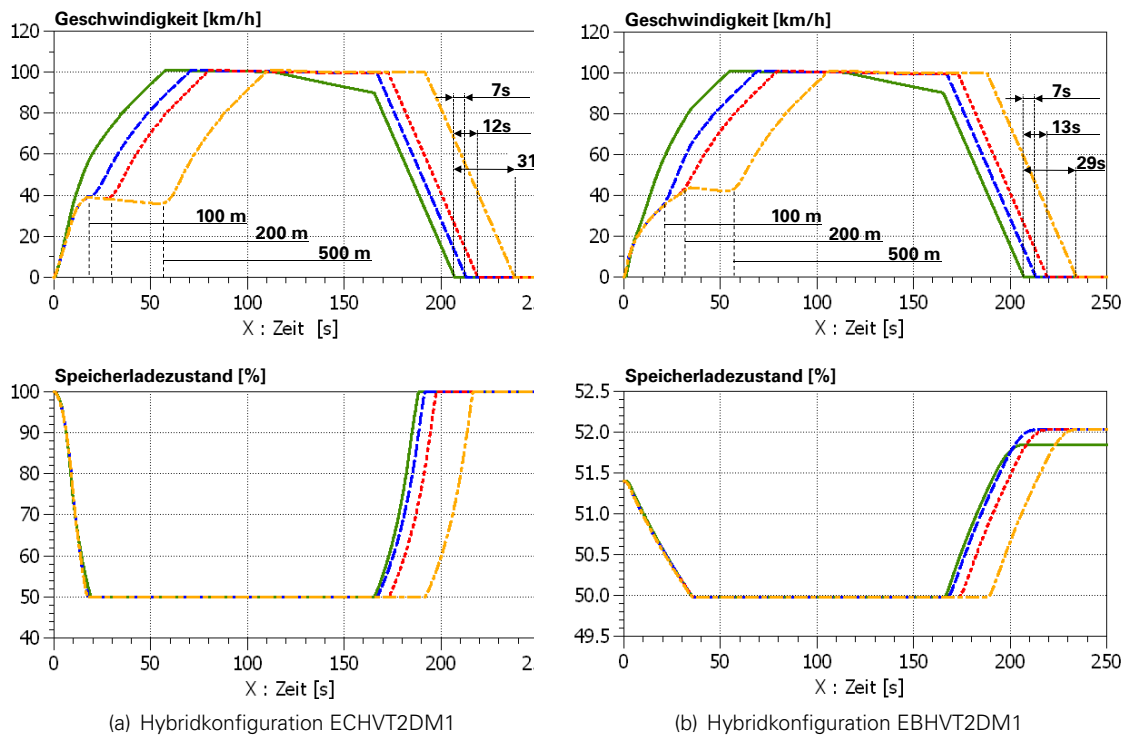 Geschwindigkeit [km/h]
120
100
80
60
40
20
0
7s
12s
31
100 m
200 m
500 m
0 50 100 150 200 2
X : Zeit [s]
Geschwindigkeit [km/h]
120
100
80
60
40
20
0
7s
13s
29s
100 m
200 m
500 m
0 50 100 150 200 250
X : Zeit [s]
Speicherladezustand [%]
100
90
80
70
60
50
40
0 50 100 150 200 2
X : Zeit [s]
Speicherladezustand [%]
52.5
52.0
51.5
51.0
50.5
50.0
49.5
0 50 100 150 200 250
X : Zeit [s]
(a) Hybridkonfiguration ECHVT2DM1
(b) Hybridkonfiguration EBHVT2DM1